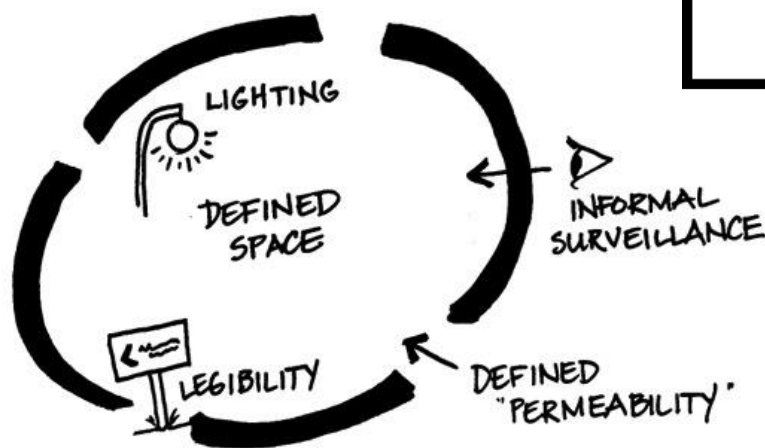 LIGHTING
DEFINED
SPACE
INFORMAL
SURVEILLANCE
LEGIBILITY
DEFINED
"PERMEABILITY"